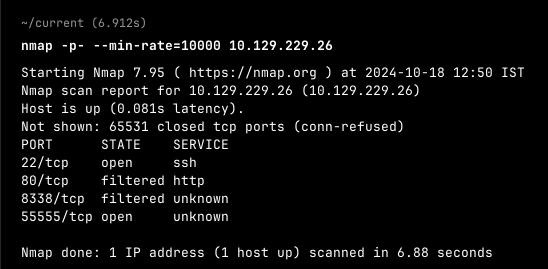 ~/current (6.912s)
nmap -p- --min-rate=10000 10.129.229.26
Starting Nmap 7.95 ( https://nmap.org ) at 2024-10-18 12:50 IST
Nmap scan report for 10.129.229.26 (10.129.229.26)
Host is up (0.081s latency).
Not shown: 65531 closed tcp ports (conn-refused)
PORT      STATE    SERVICE
22/tcp    open     ssh
80/tcp    filtered http
8338/tcp  filtered unknown
55555/tcp open     unknown
Nmap done: 1 IP address (1 host up) scanned in 6.88 seconds